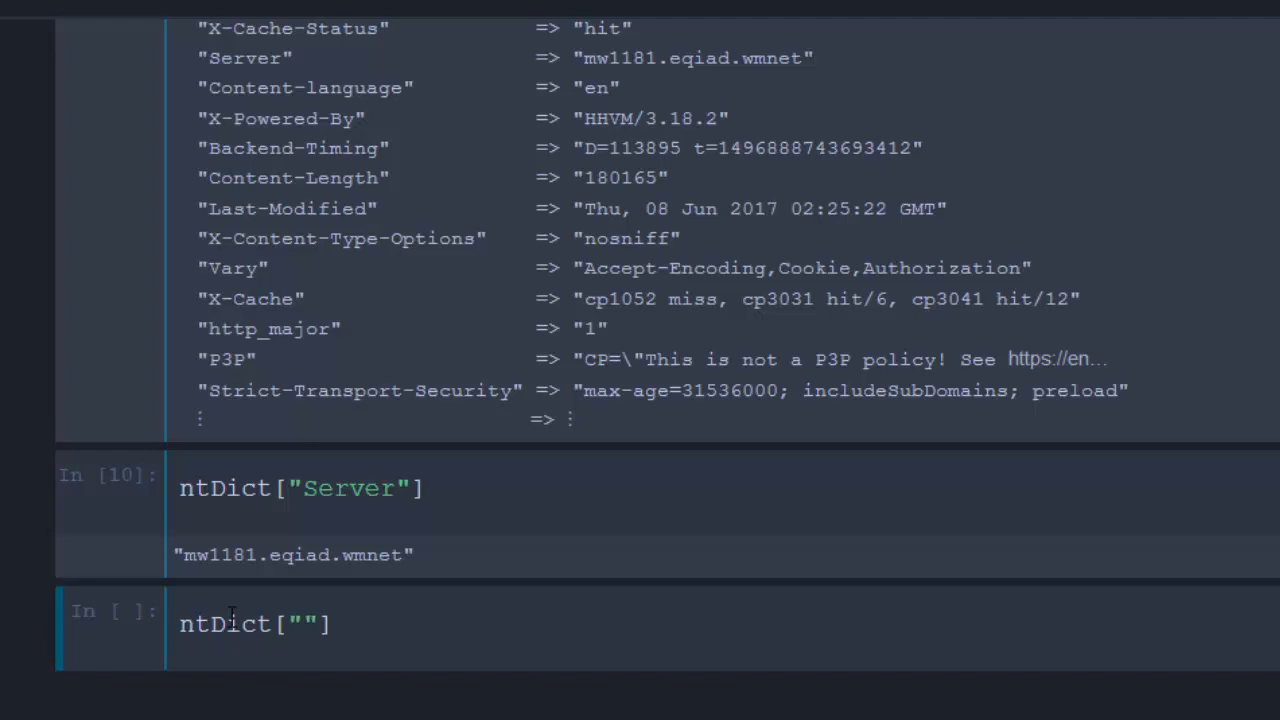 "X-Cache-Status" => "hit"
"Server" => "mw1181.eqiad.wmnet"
"Content-language" => "en"
"X-Powered-By" => "HHVM/3.18.2"
"Backend-Timing" => "D=113895 t=1496888743693412"
"Content-Length" => "180165"
"Last-Modified" => "Thu, 08 Jun 2017 02:25:22 GMT"
"X-Content-Type-Options" => "nosniff"
"Vary" => "Accept-Encoding,Cookie,Authorization"
"X-Cache" => "cp1052 miss, cp3031 hit/6, cp3041 hit/12"
"http_major" => "1"
"P3P" => "CP=\"This is not a P3P policy! See https://en…
"Strict-Transport-Security" => "max-age=31536000; includeSubDomains; preload"
⋮ => ⋮
In [10]: ntDict["Server"]
"mw1181.eqiad.wmnet"
In [ ]: ntDict[""]